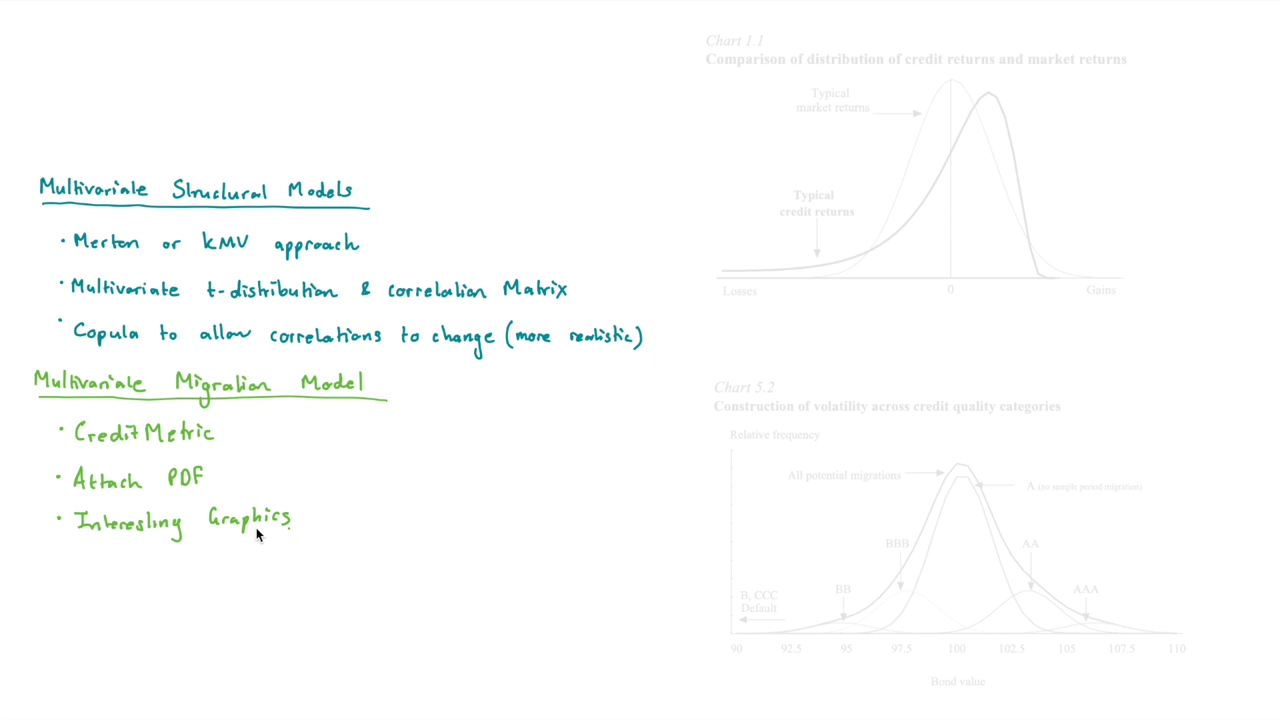 Multivariate Structural Models
· Merton or KMV approach
· Multivariate t-distribution & correlation Matrix
· Copula to allow correlations to change (more realistic)
Multivariate Migration Model
· CreditMetric
· Attach PDF
· Interesting Graphics
Chart 1.1
Comparison of distribution of credit returns and market returns
Typical
market returns
Typical
credit returns
Losses 0 Gains
Chart 5.2
Construction of volatility across credit quality categories
Relative frequency
All potential migrations
A (no sample period migration)
BBB AA
BB AAA
B, CCC
Default
90 92.5 95 97.5 100 102.5 105 107.5 110
Bond value